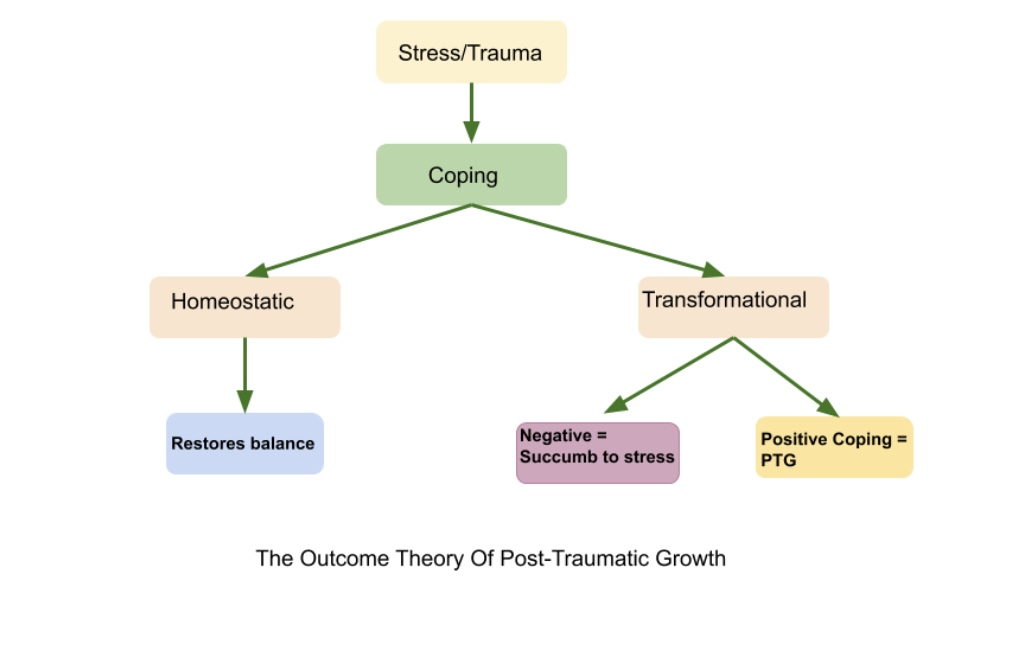 Stress/Trauma
Coping
Homeostatic
Transformational
Restores balance
Negative =
Succumb to stress
Positive Coping =
PTG
The Outcome Theory Of Post-Traumatic Growth